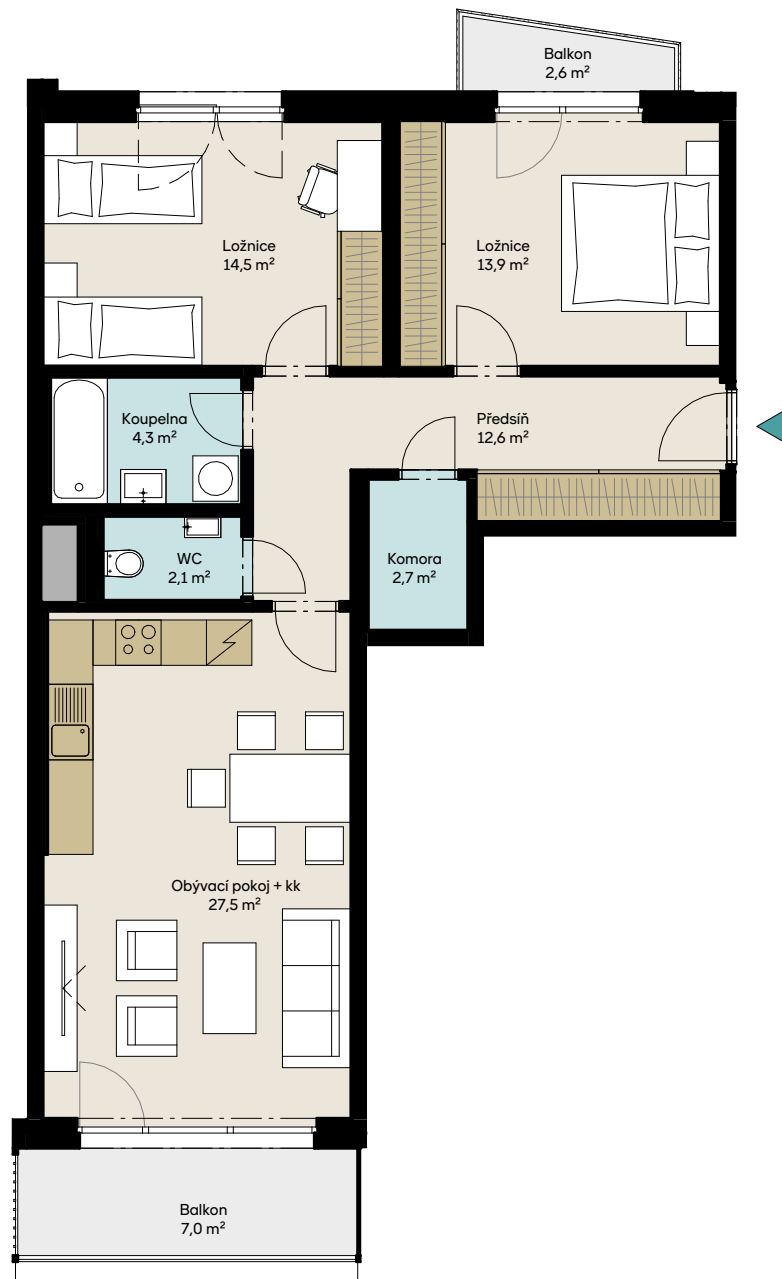 Balkon
2,6 m²
Ložnice
14,5 m²
Ložnice
13,9 m²
Koupelna
4,3 m²
Předsíň
12,6 m²
WC
2,1 m²
Komora
2,7 m²
Obývací pokoj + kk
27,5 m²
Balkon
7,0 m²